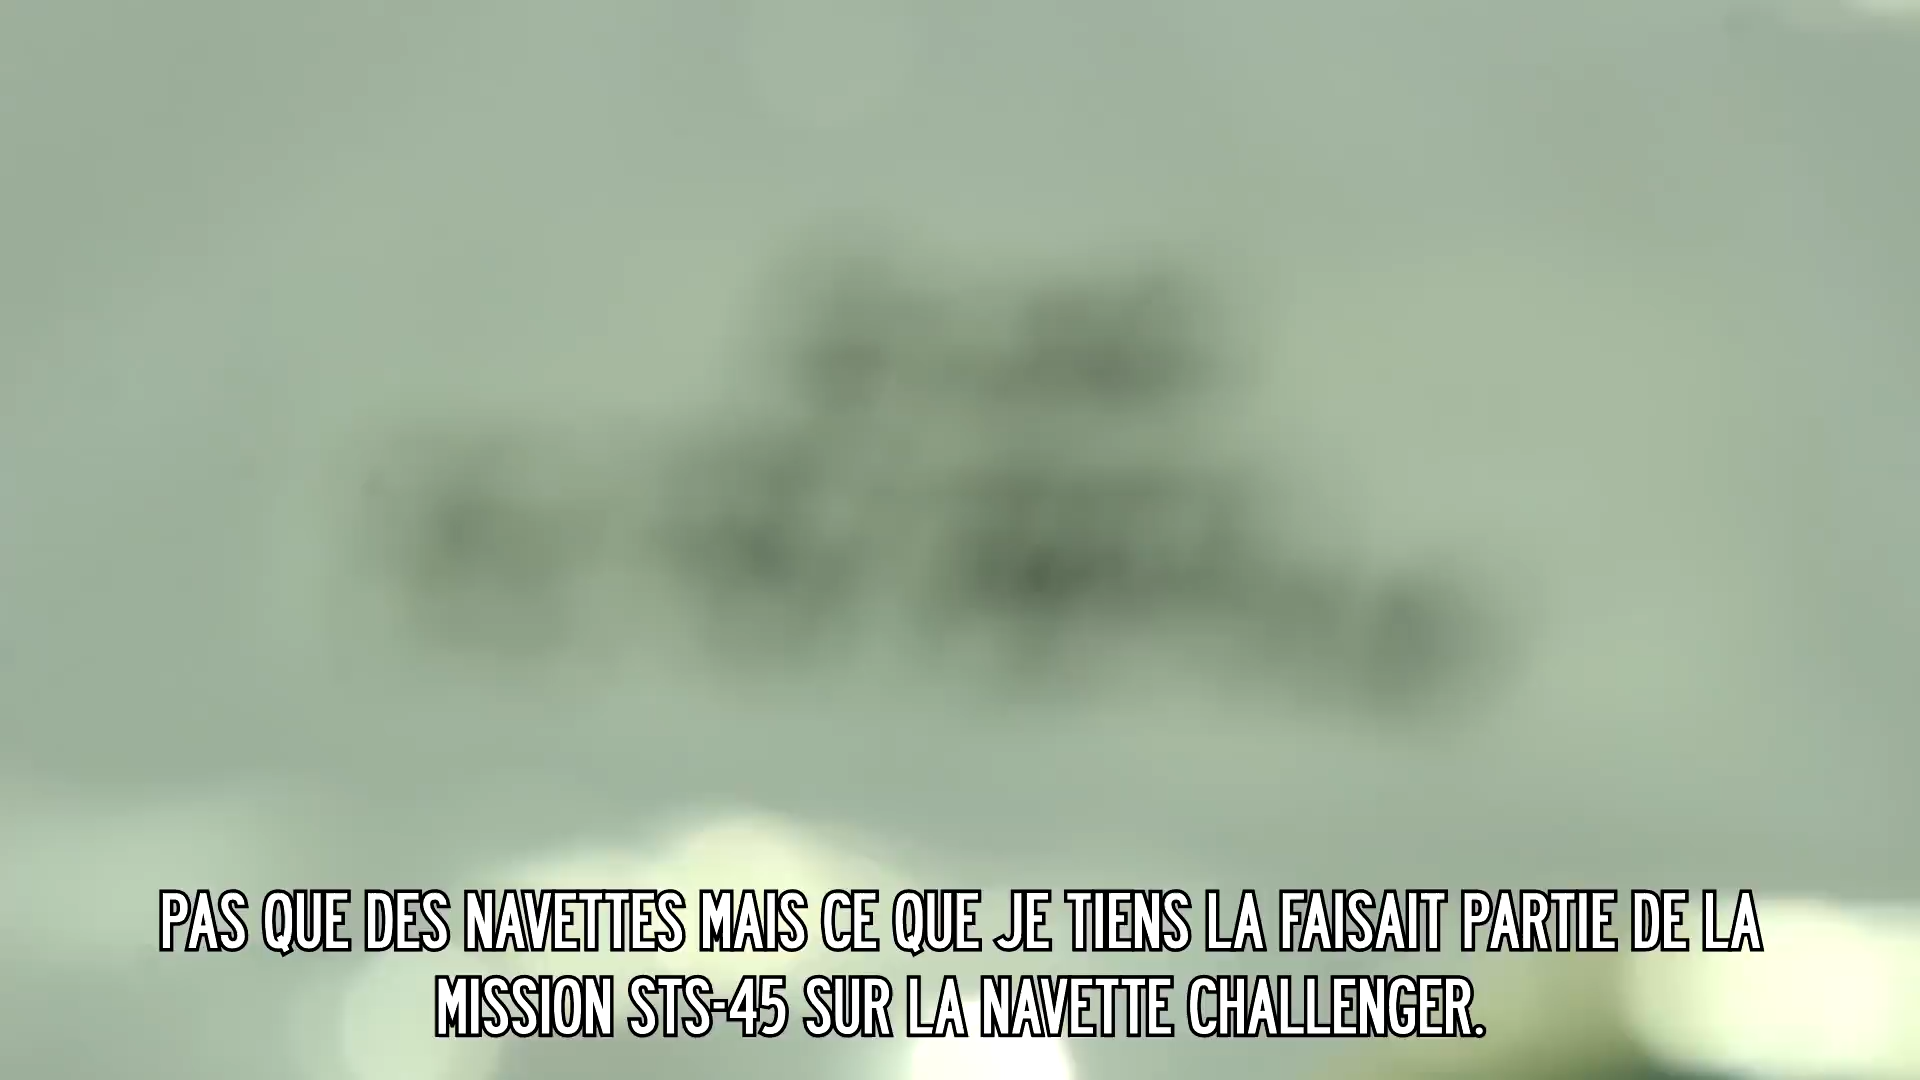 PAS QUE DES NAVETTES MAIS CE QUE JE TIENS LA FAISAIT PARTIE DE LA
MISSION STS-45 SUR LA NAVETTE CHALLENGER.